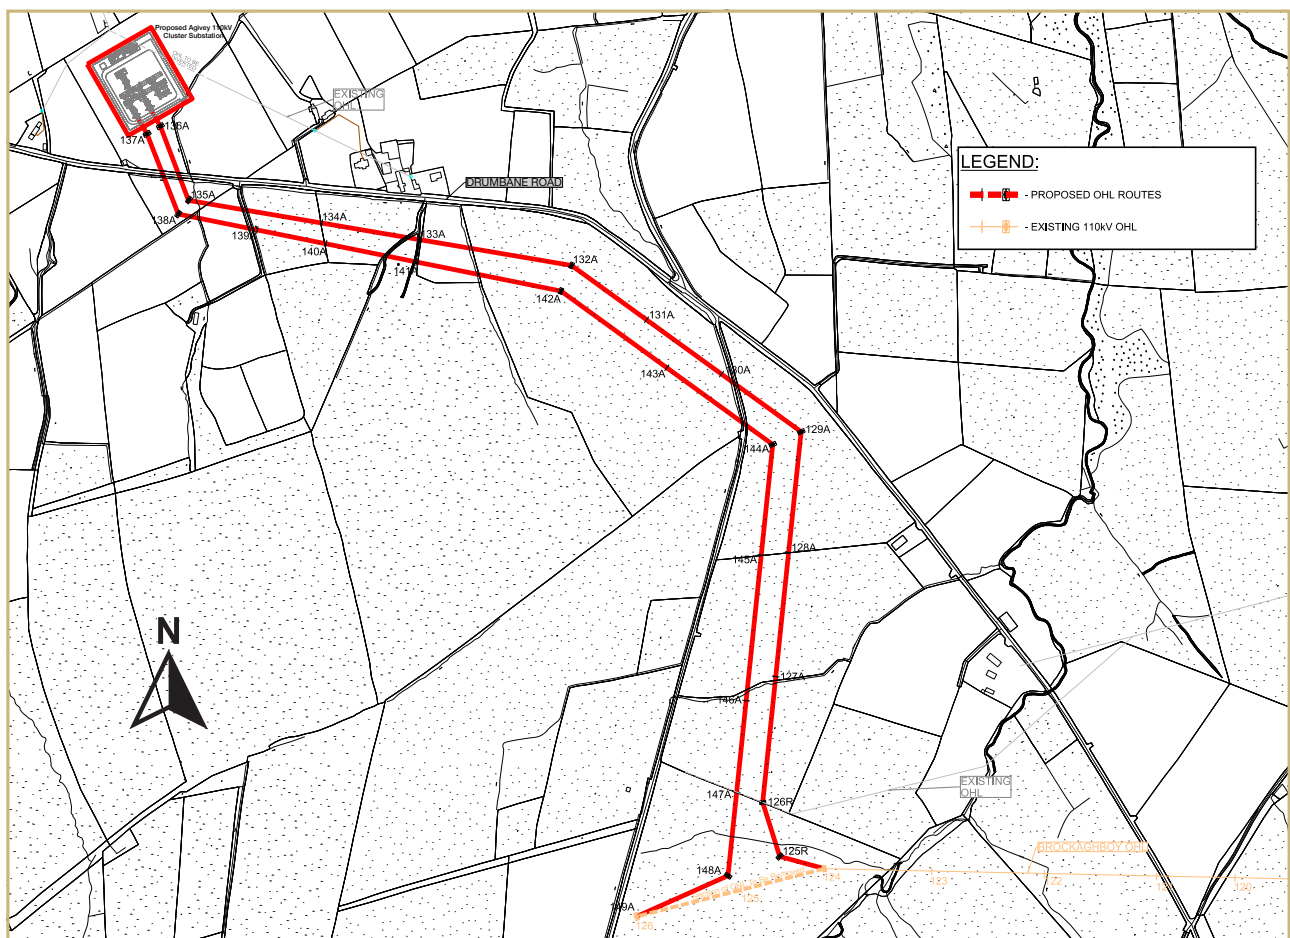 Proposed Agivey 110kV
Cluster Substation
EXISTING
OHL
136A
137A
DRUMBANE ROAD
LEGEND:
- PROPOSED OHL ROUTES
- EXISTING 110kV OHL
135A
138A
134A
139A
133A
140A
141A
132A
142A
131A
143A
130A
129A
144A
128A
145A
127A
146A
N
EXISTING
OHL
147A
126R
125R
148A
BROCKAGHBOY OHL
124
123
122
121
120
125
149A
126